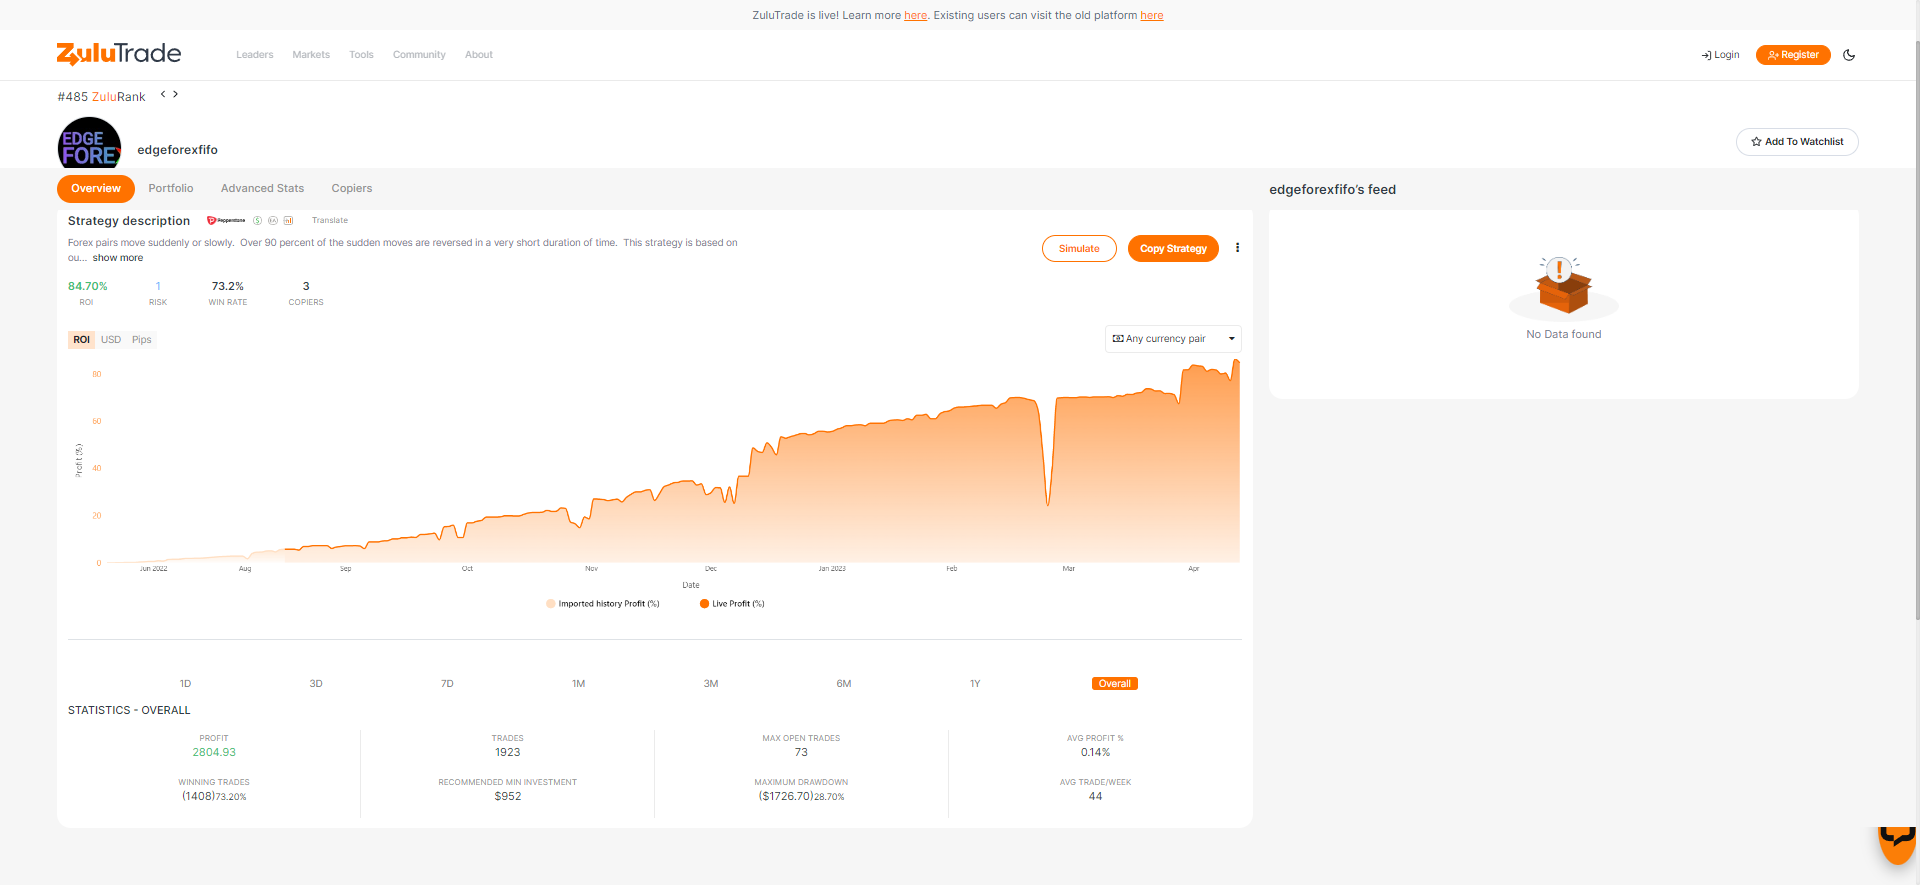 ZuluTrade is live! Learn more here. Existing users can visit the old platform here
ZuluTrade
Leaders Markets Tools Community About
Login
Register
#485 ZuluRank
EDGE
FORE
edgeforexfifo
Add To Watchlist
Overview Portfolio Advanced Stats Copiers
edgeforexfifo's feed
Strategy description
Pepperstone
Translate
Forex pairs move suddenly or slowly. Over 90 percent of the sudden moves are reversed in a very short duration of time. This strategy is based on
ou... show more
Simulate
Copy Strategy
84.70% 1 73.2% 3
ROI RISK WIN RATE COPIERS
No Data found
ROI USD Pips
Any currency pair
Profit (%)
80
60
40
20
0
Jun 2022 Aug Sep Oct Nov Dec Jan 2023 Feb Mar Apr
Date
Imported history Profit (%) Live Profit (%)
1D 3D 7D 1M 3M 6M 1Y Overall
STATISTICS - OVERALL
PROFIT TRADES MAX OPEN TRADES AVG PROFIT %
2804.93 1923 73 0.14%
WINNING TRADES RECOMMENDED MIN INVESTMENT MAXIMUM DRAWDOWN AVG TRADE/WEEK
(1408)73.20% $952 ($1726.70)28.70% 44